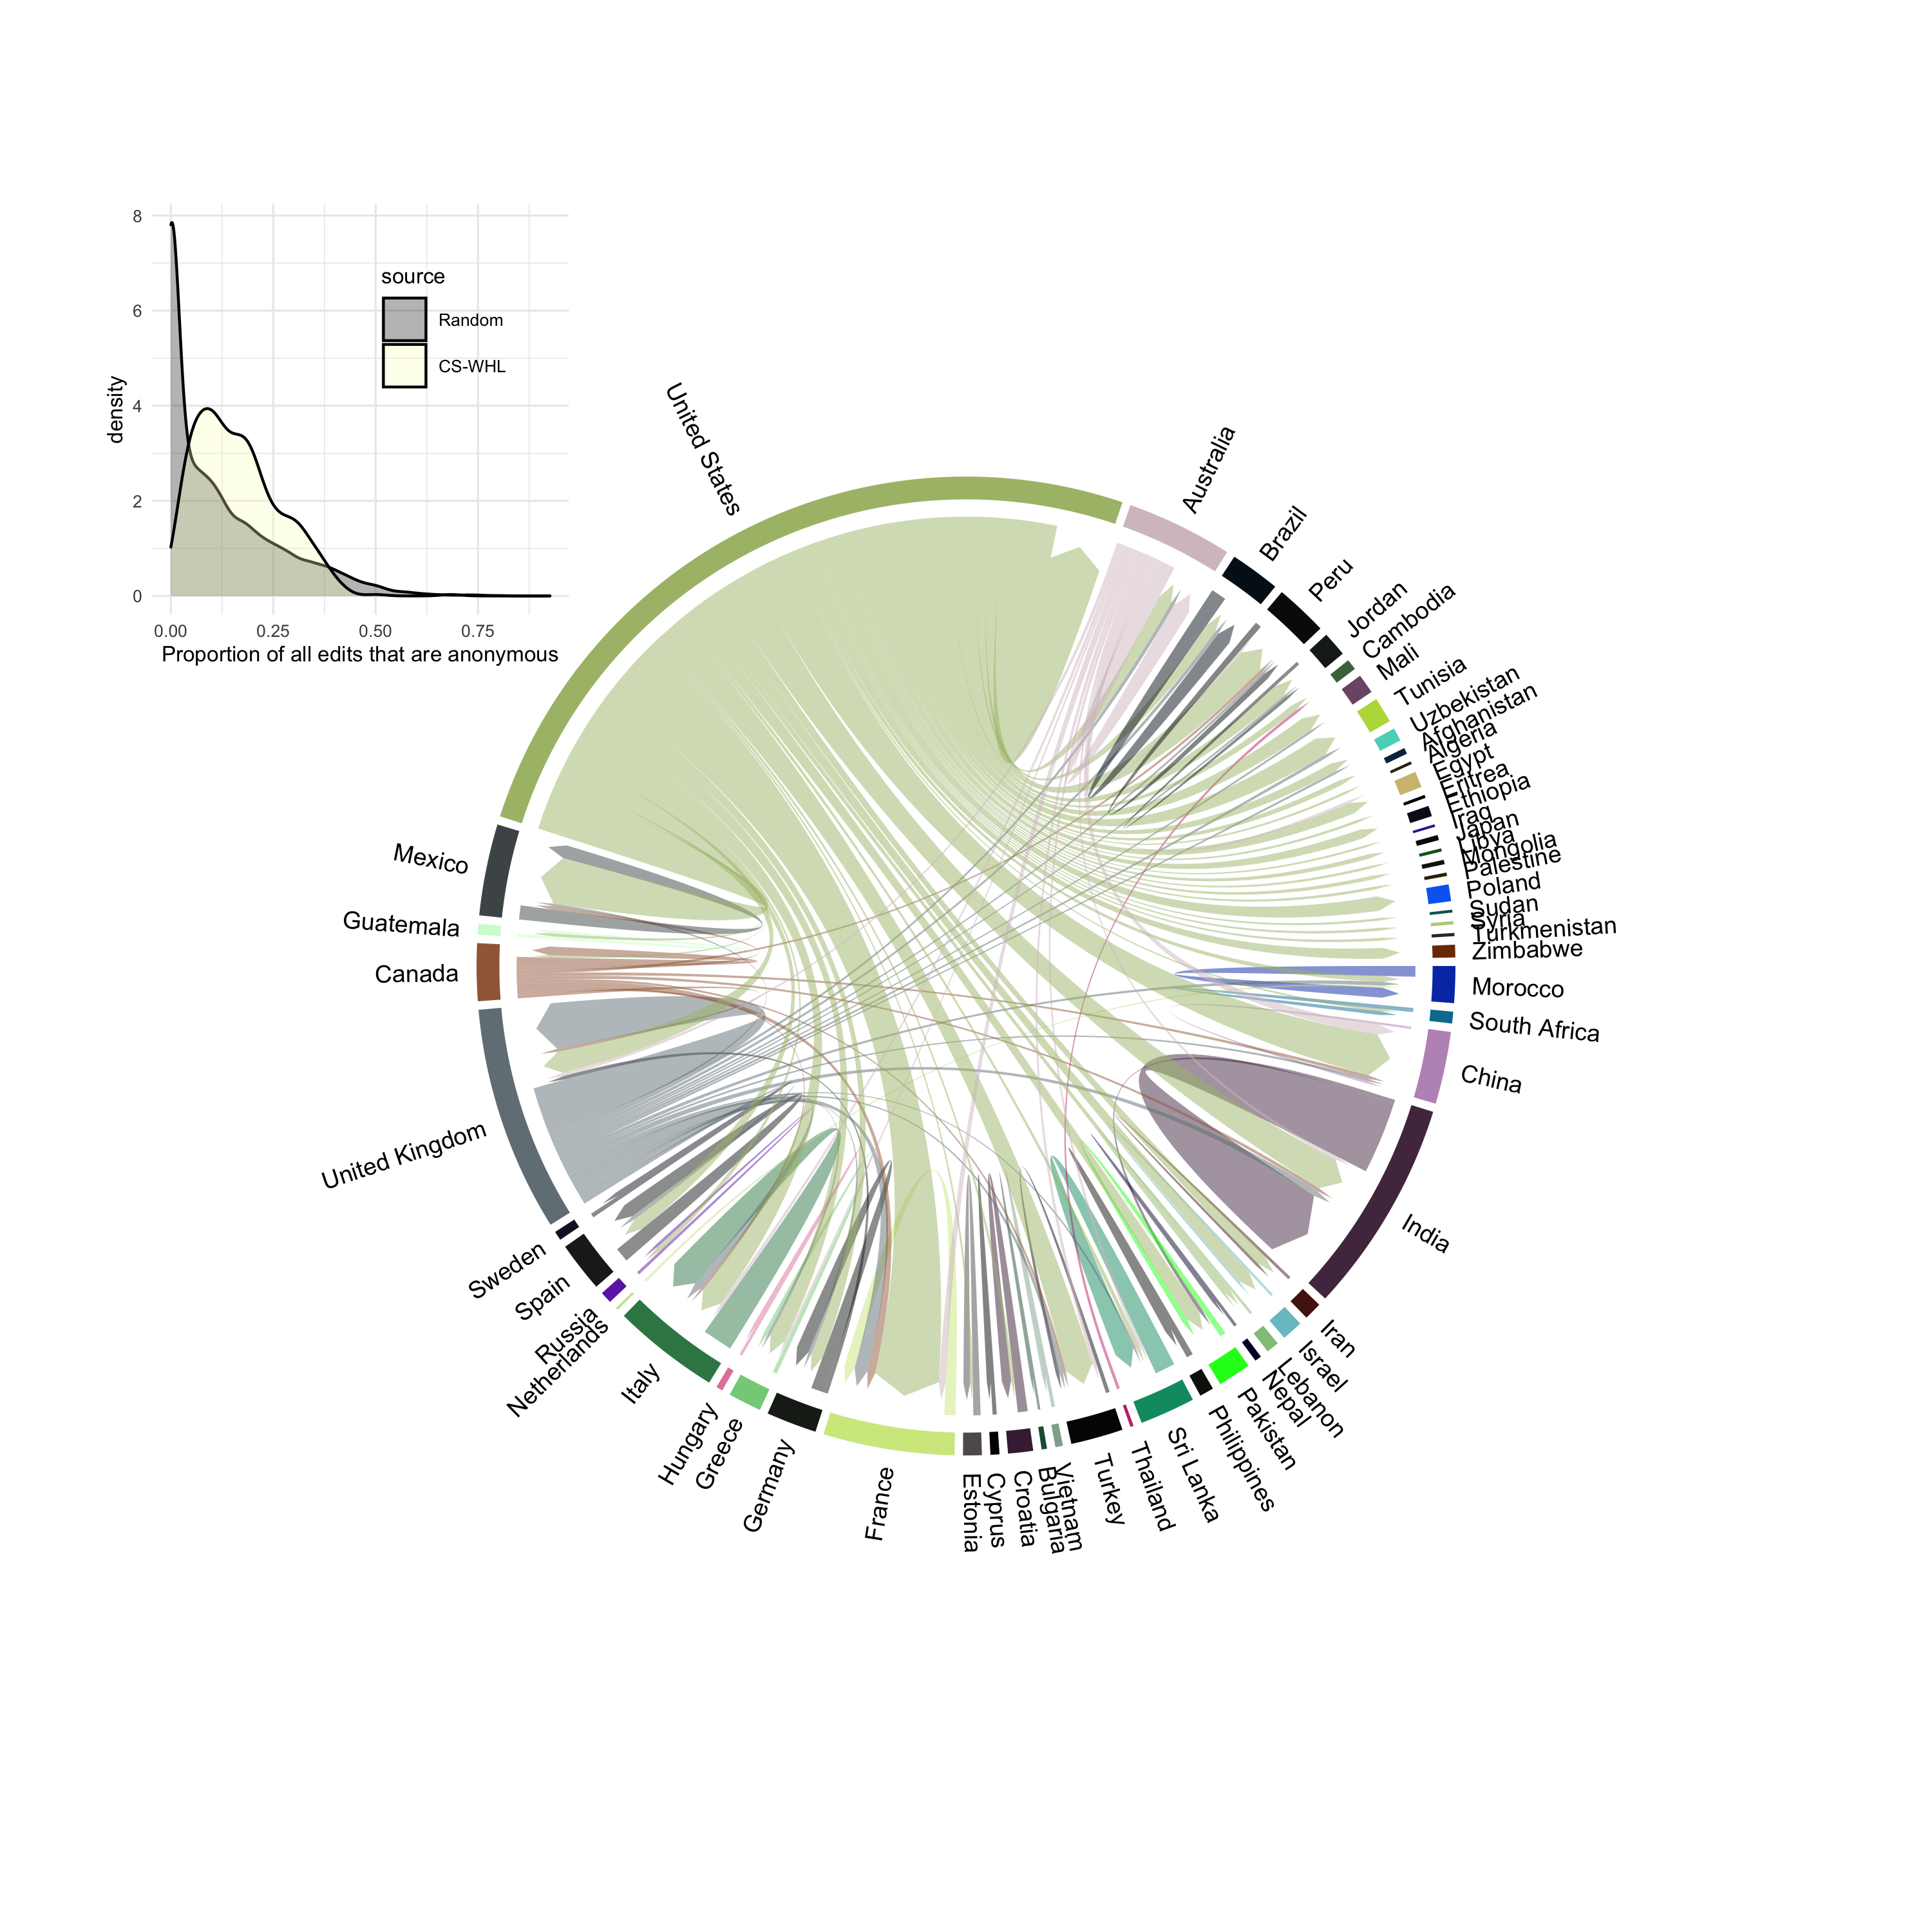 8
6
4
2
0
density
source
Random
CS-WHL
0.00 0.25 0.50 0.75
Proportion of all edits that are anonymous
United States
Australia
Brazil
Peru
Jordan
Cambodia
Mali
Tunisia
Uzbekistan
Afghanistan
Algeria
Egypt
Eritrea
Ethiopia
Iraq
Japan
Libya
Mongolia
Palestine
Poland
Sudan
Syria
Turkmenistan
Zimbabwe
Morocco
South Africa
China
India
Iran
Israel
Lebanon
Nepal
Pakistan
Philippines
Sri Lanka
Thailand
Turkey
Vietnam
Bulgaria
Croatia
Cyprus
Estonia
France
Germany
Greece
Hungary
Italy
Netherlands
Russia
Spain
Sweden
United Kingdom
Canada
Guatemala
Mexico